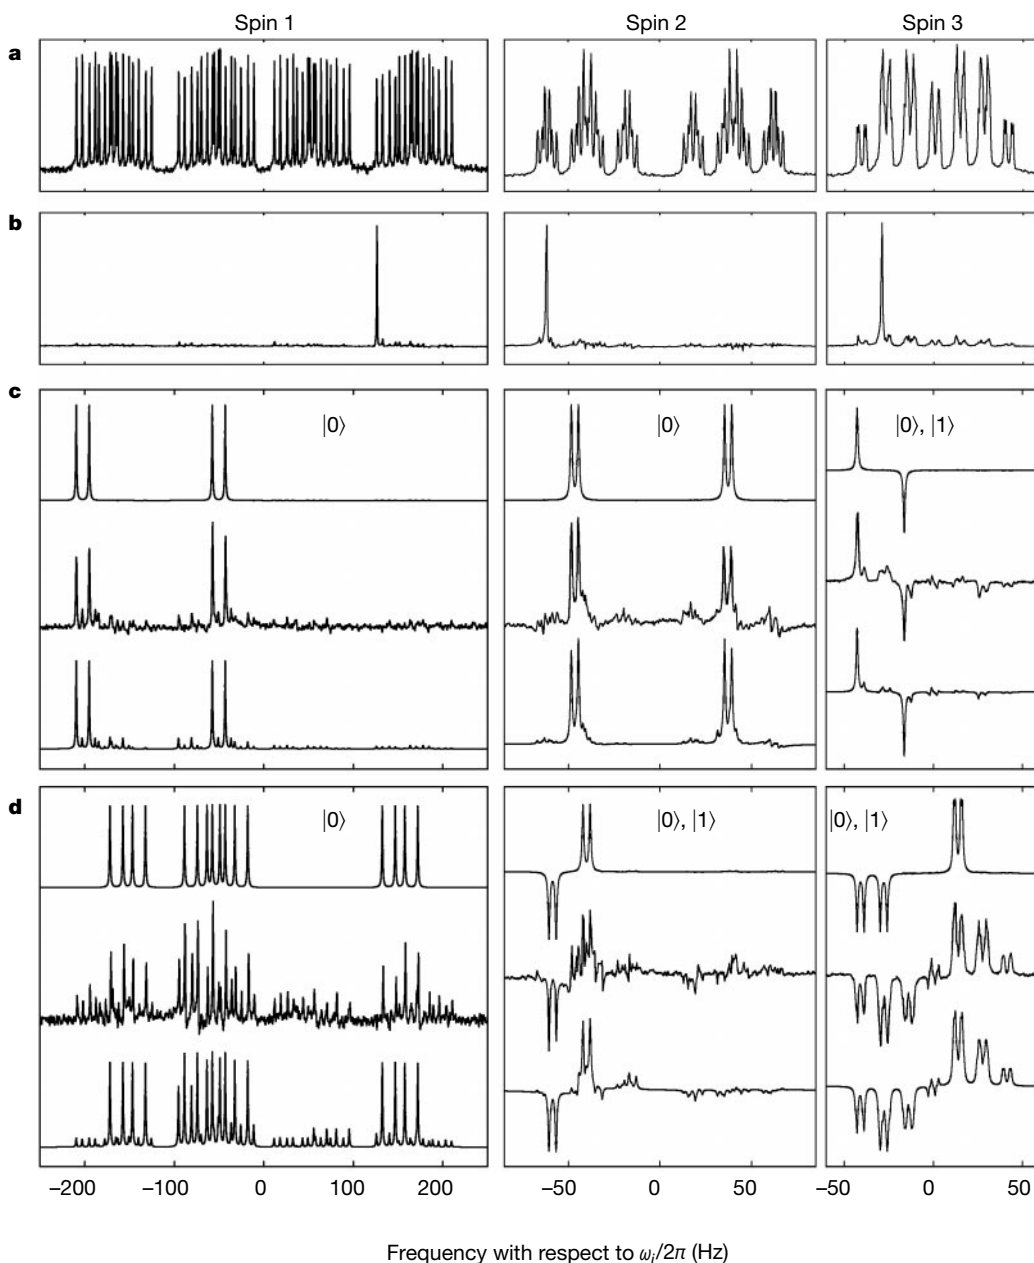 Spin 1 Spin 2 Spin 3
a
b
c
|0⟩ |0⟩ |0⟩, |1⟩
d
|0⟩ |0⟩, |1⟩ |0⟩, |1⟩
–200 –100 0 100 200 –50 0 50 –50 0 50
Frequency with respect to ωi/2π (Hz)